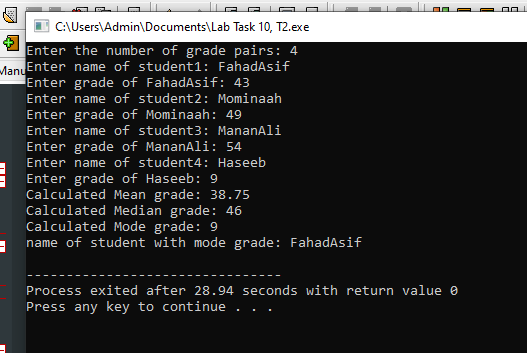 C:\Users\Admin\Documents\Lab Task 10, T2.exe
Manu
Enter the number of grade pairs: 4
Enter name of student1: FahadAsif
Enter grade of FahadAsif: 43
Enter name of student2: Mominaah
Enter grade of Mominaah: 49
Enter name of student3: MananAli
Enter grade of MananAli: 54
Enter name of student4: Haseeb
Enter grade of Haseeb: 9
Calculated Mean grade: 38.75
Calculated Median grade: 46
Calculated Mode grade: 9
name of student with mode grade: FahadAsif
--------------------------------
Process exited after 28.94 seconds with return value 0
Press any key to continue . . .